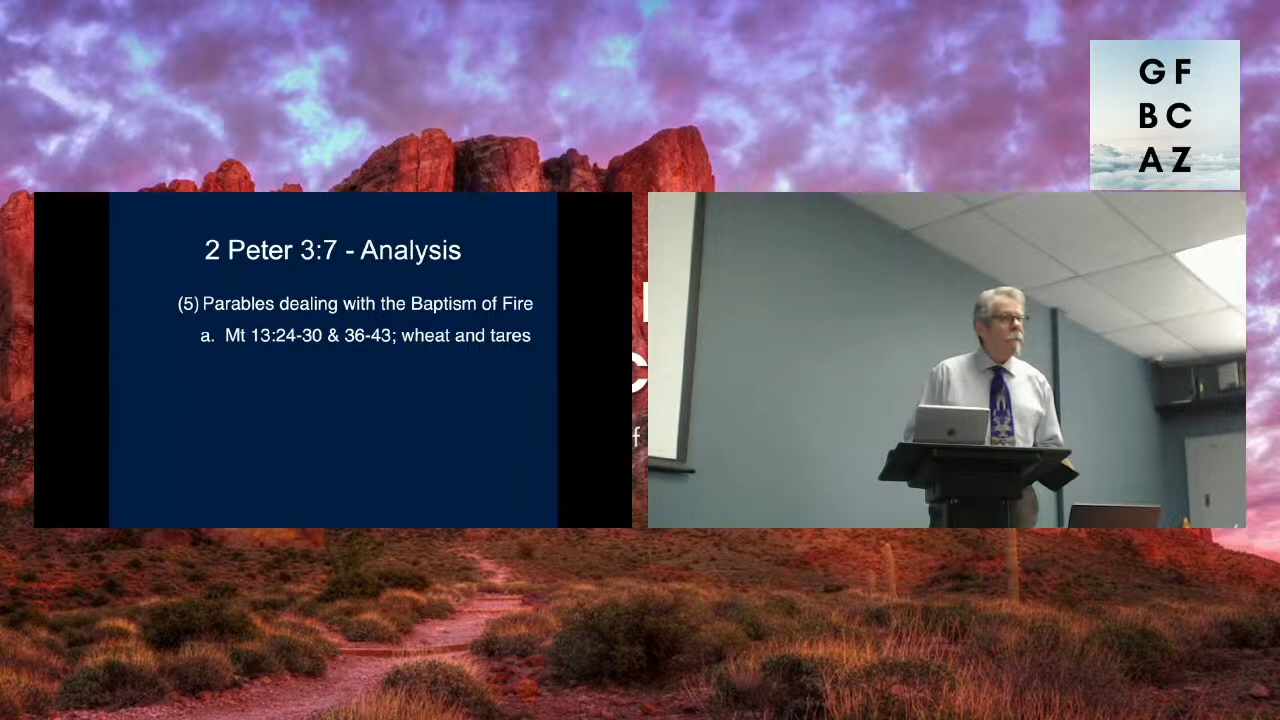 G F
B C
A Z
2 Peter 3:7 - Analysis
(5) Parables dealing with the Baptism of Fire
a. Mt 13:24-30 & 36-43; wheat and tares